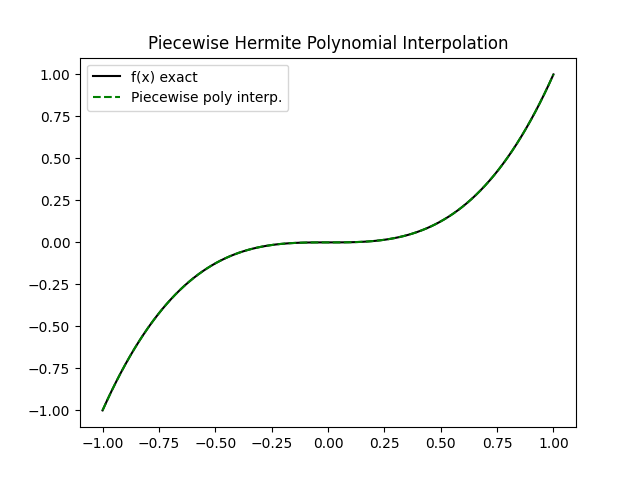 Piecewise Hermite Polynomial Interpolation
f(x) exact
Piecewise poly interp.
1.00
0.75
0.50
0.25
0.00
−0.25
−0.50
−0.75
−1.00
−1.00 −0.75 −0.50 −0.25 0.00 0.25 0.50 0.75 1.00